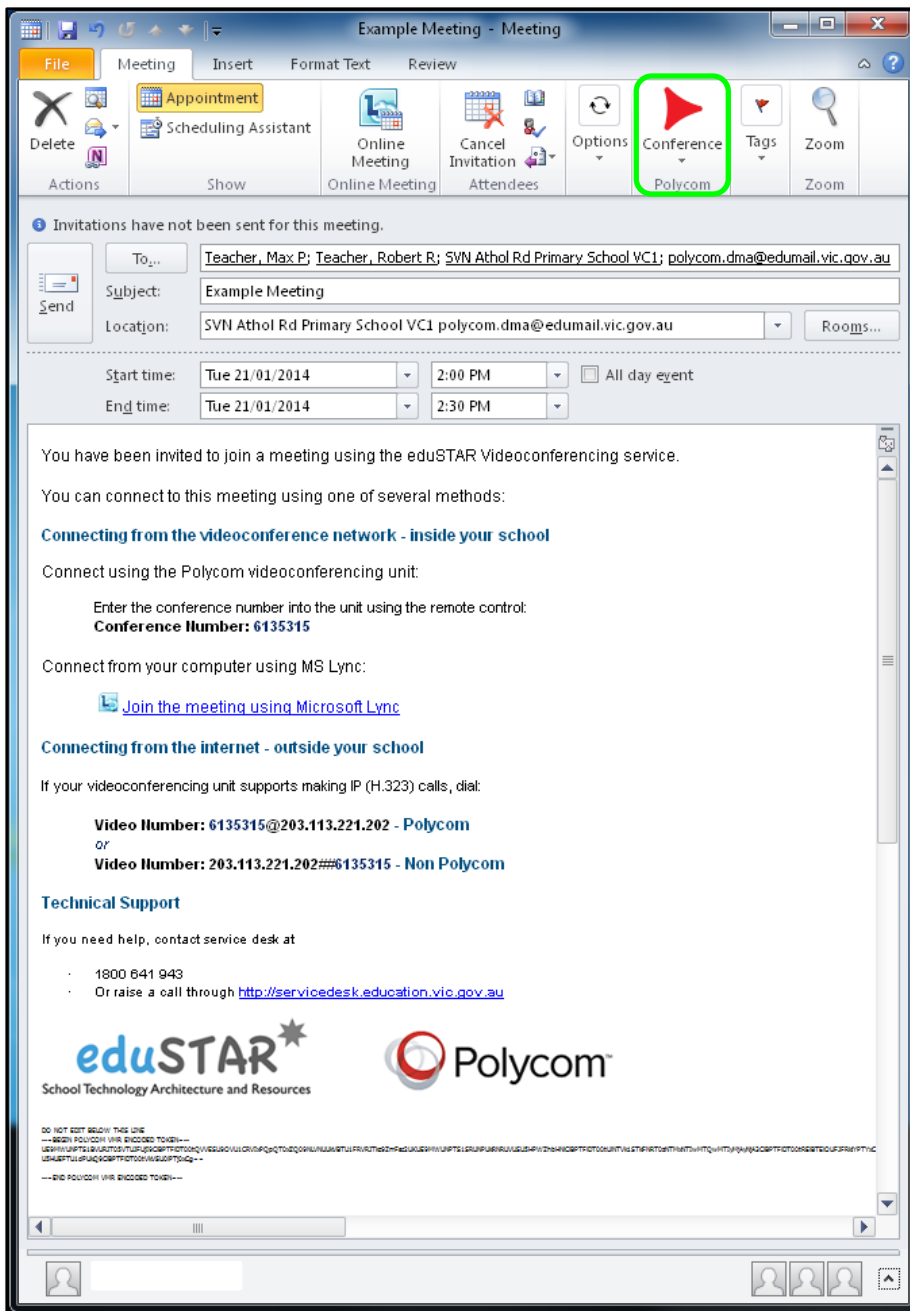 Example Meeting - Meeting
File Meeting Insert Format Text Review
Delete
Appointment
Scheduling Assistant
Online Meeting
Cancel Invitation
Options
Conference
Tags
Zoom
Actions Show Online Meeting Attendees Polycom Zoom
Invitations have not been sent for this meeting.
Send
To... Teacher, Max P; Teacher, Robert R; SVN Athol Rd Primary School VC1; polycom.dma@edumail.vic.gov.au
Subject: Example Meeting
Location: SVN Athol Rd Primary School VC1 polycom.dma@edumail.vic.gov.au Rooms...
Start time: Tue 21/01/2014 2:00 PM All day event
End time: Tue 21/01/2014 2:30 PM
You have been invited to join a meeting using the eduSTAR Videoconferencing service.
You can connect to this meeting using one of several methods:
Connecting from the videoconference network - inside your school
Connect using the Polycom videoconferencing unit:
Enter the conference number into the unit using the remote control:
Conference Number: 6135315
Connect from your computer using MS Lync:
Join the meeting using Microsoft Lync
Connecting from the internet - outside your school
If your videoconferencing unit supports making IP (H.323) calls, dial:
Video Number: 6135315@203.113.221.202 - Polycom
or
Video Number: 203.113.221.202##6135315 - Non Polycom
Technical Support
If you need help, contact service desk at
· 1800 641 943
· Or raise a call through http://servicedesk.education.vic.gov.au
eduSTAR
School Technology Architecture and Resources
Polycom™
DO NOT EDIT BELOW THIS LINE
---BEGIN POLYCOM VMR ENCODED TOKEN---
---END POLYCOM VMR ENCODED TOKEN---